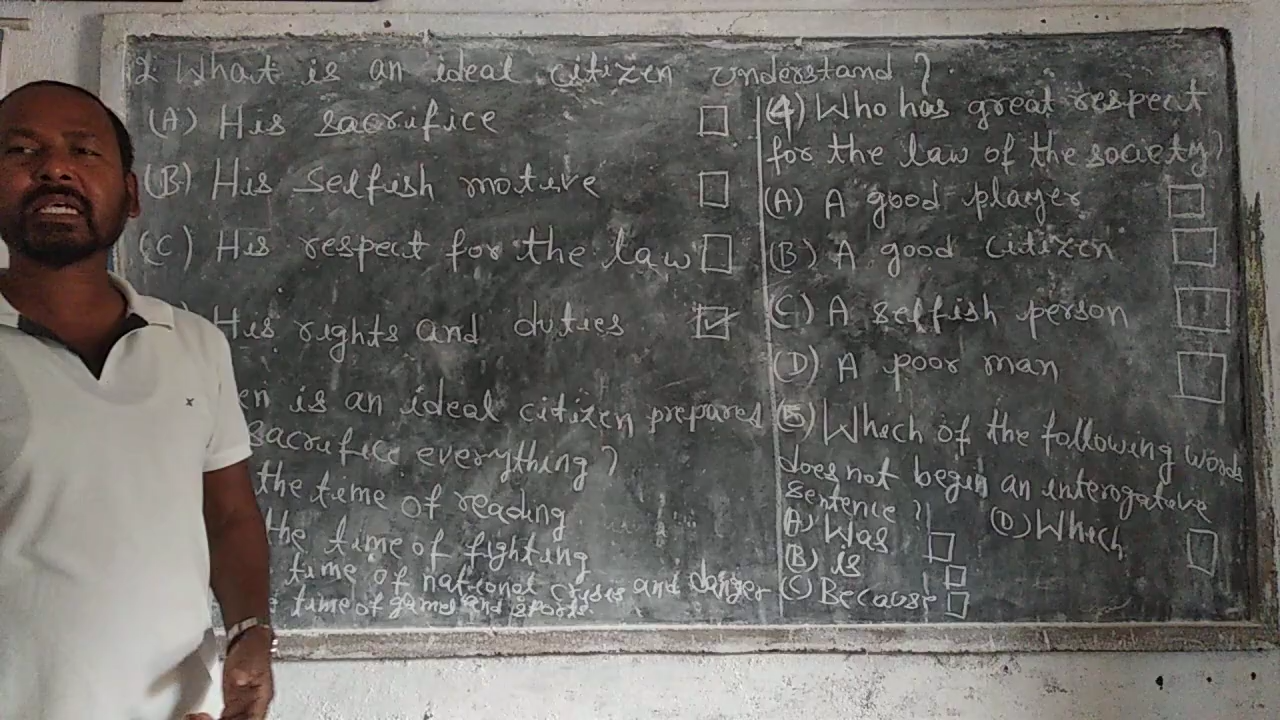 2. What is an ideal citizen understand ?
(A) His sacrifice
(B) His selfish motive
(C) His respect for the law
) His rights and duties
en is an ideal citizen prepares
sacrifice everything?
the time of reading
the time of fighting
time of national crisis and danger
time of games and sports.
(4) Who has great respect
for the law of the society?
(A) A good player
(B) A good citizen
(C) A selfish person
(D) A poor man
(5) Which of the following words
does not begin an interogative
sentence ?
(A) Was (D) Which
(B) is
(C) Because